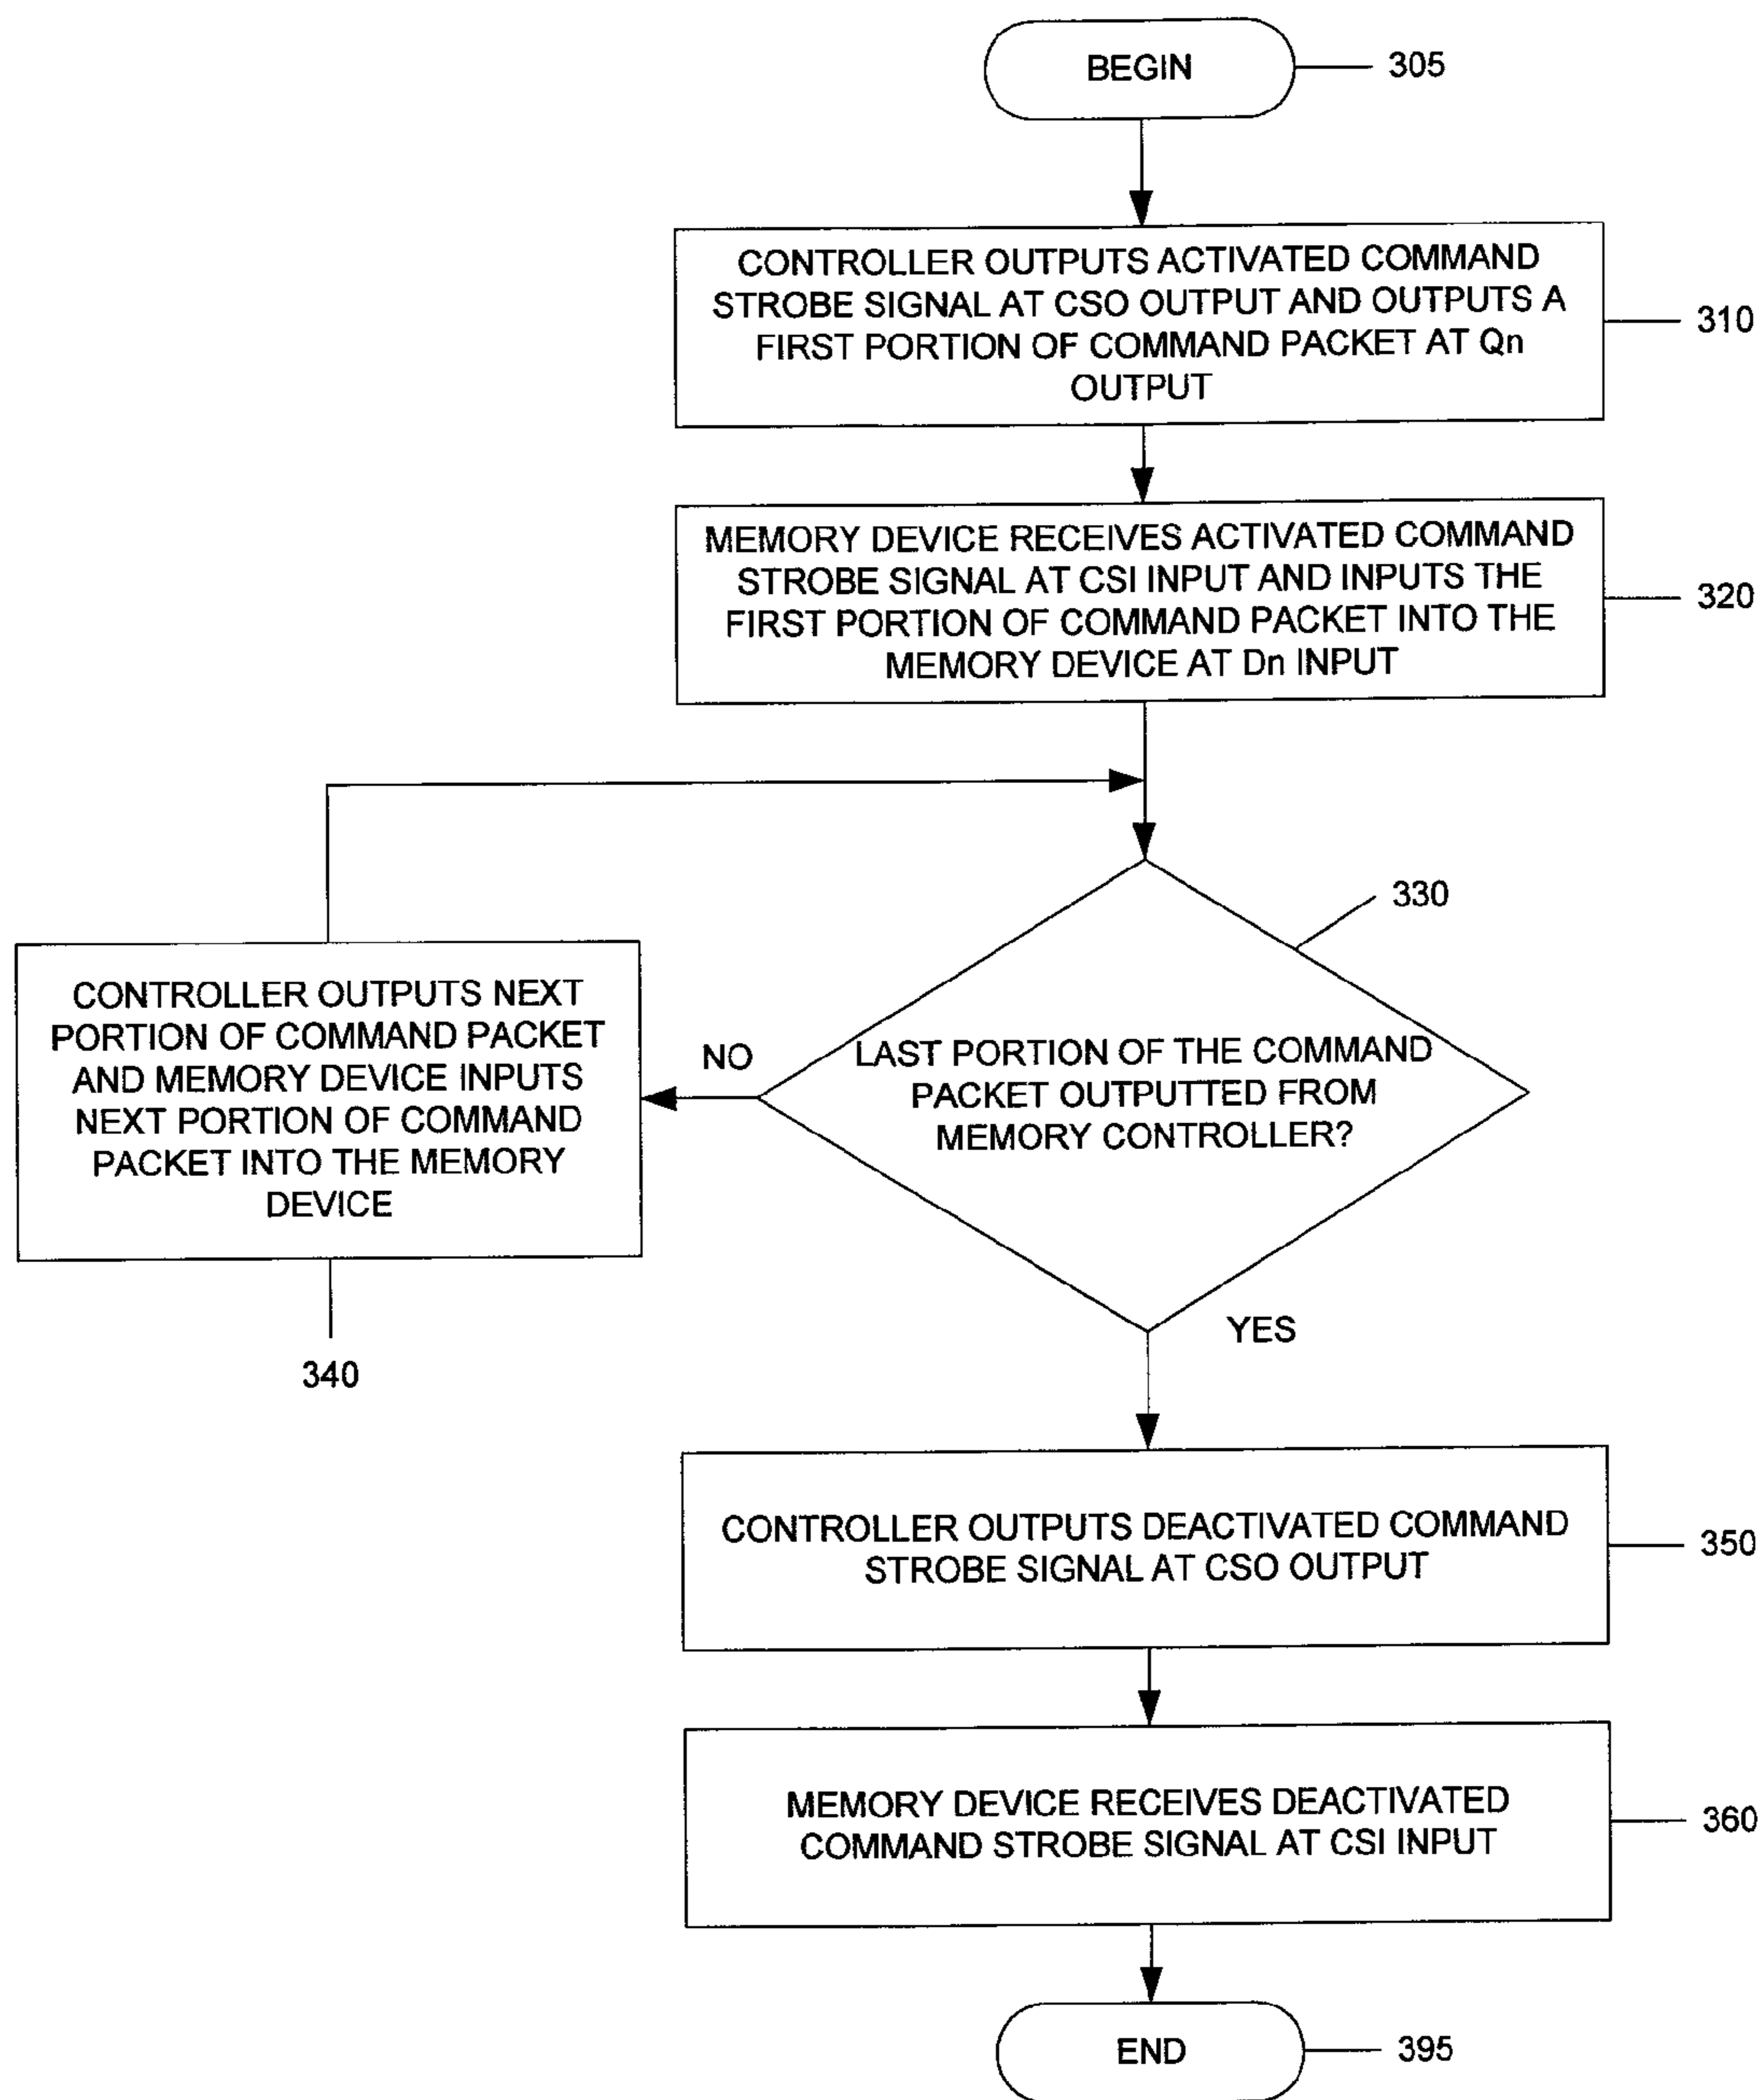 BEGIN
305
CONTROLLER OUTPUTS ACTIVATED COMMAND
STROBE SIGNAL AT CSO OUTPUT AND OUTPUTS A
FIRST PORTION OF COMMAND PACKET AT Qn
OUTPUT
310
MEMORY DEVICE RECEIVES ACTIVATED COMMAND
STROBE SIGNAL AT CSI INPUT AND INPUTS THE
FIRST PORTION OF COMMAND PACKET INTO THE
MEMORY DEVICE AT Dn INPUT
320
330
LAST PORTION OF THE COMMAND
PACKET OUTPUTTED FROM
MEMORY CONTROLLER?
NO
CONTROLLER OUTPUTS NEXT
PORTION OF COMMAND PACKET
AND MEMORY DEVICE INPUTS
NEXT PORTION OF COMMAND
PACKET INTO THE MEMORY
DEVICE
340
YES
CONTROLLER OUTPUTS DEACTIVATED COMMAND
STROBE SIGNAL AT CSO OUTPUT
350
MEMORY DEVICE RECEIVES DEACTIVATED
COMMAND STROBE SIGNAL AT CSI INPUT
360
END
395